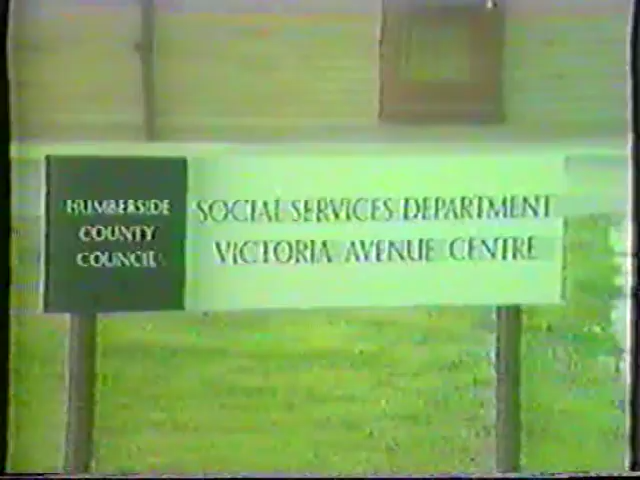 HUMBERSIDE
COUNTY
COUNCIL
SOCIAL SERVICES DEPARTMENT
VICTORIA AVENUE CENTRE